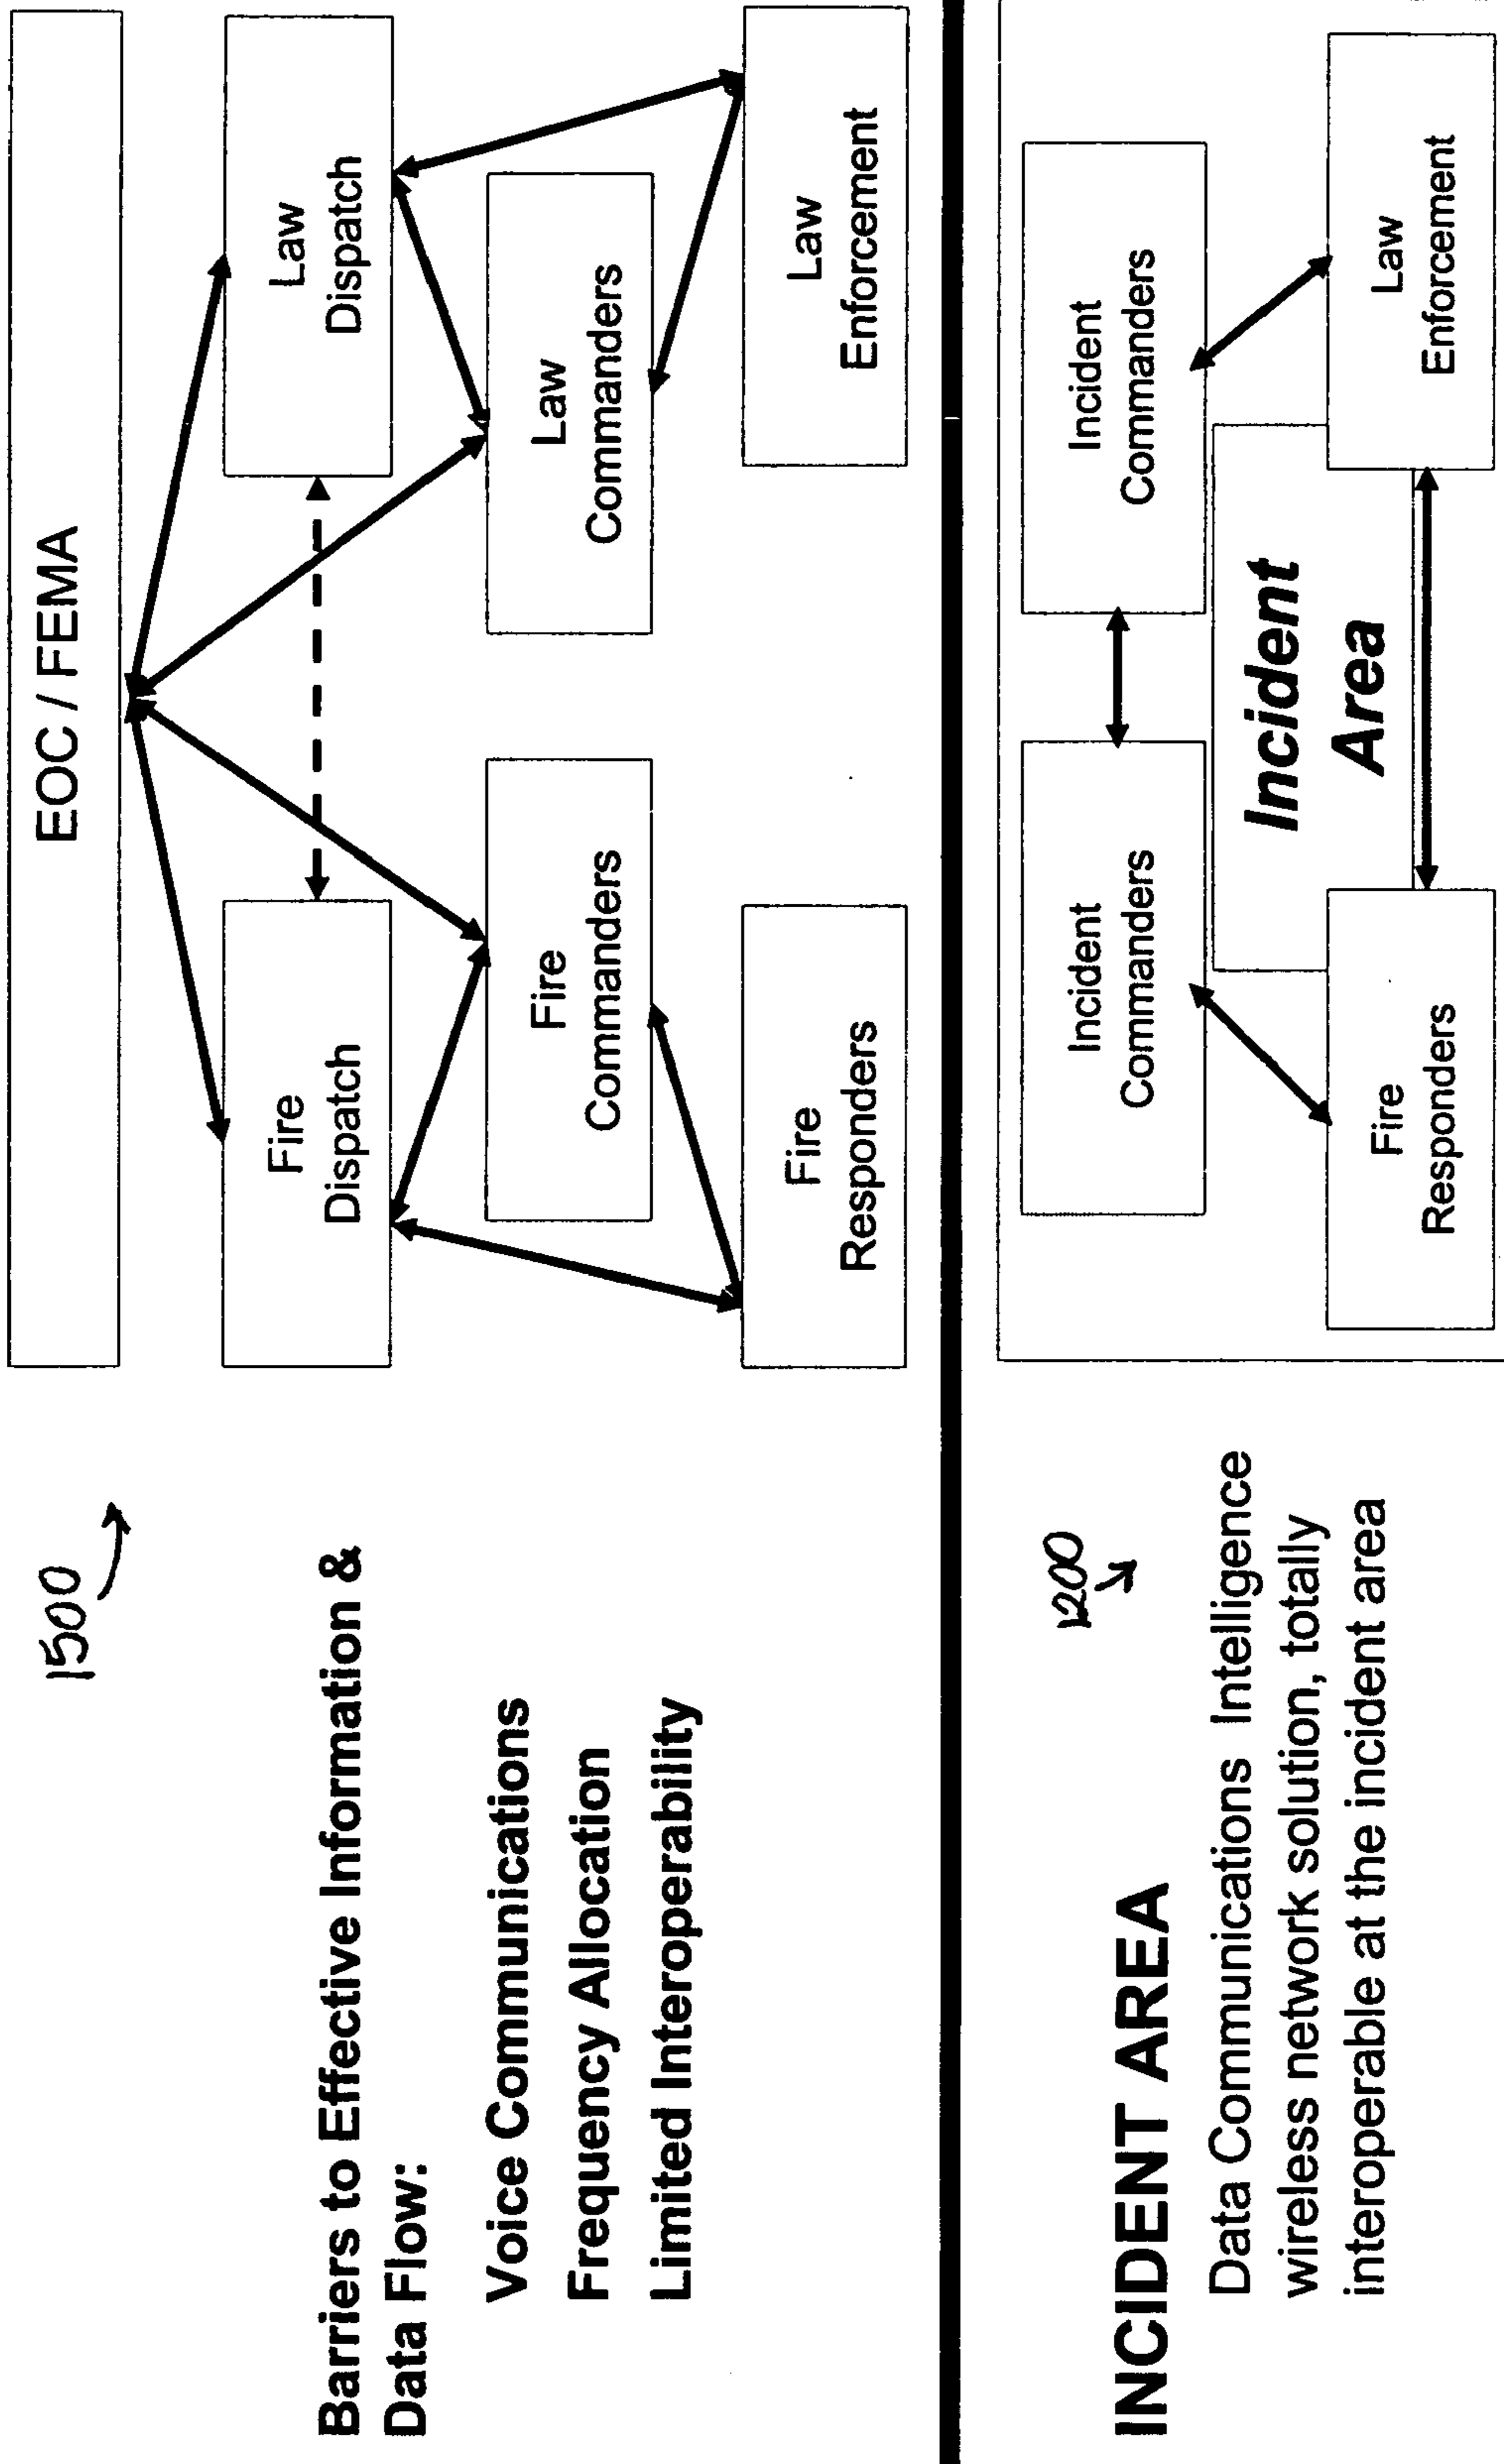 1500
Barriers to Effective Information &
Data Flow:
Voice Communications
Frequency Allocation
Limited Interoperability
EOC / FEMA
Fire
Dispatch
Law
Dispatch
Fire
Commanders
Law
Commanders
Fire
Responders
Law
Enforcement
1200
INCIDENT AREA
Data Communications Intelligence
wireless network solution, totally
interoperable at the incident area
Incident
Commanders
Incident
Commanders
Incident
Area
Fire
Responders
Law
Enforcement